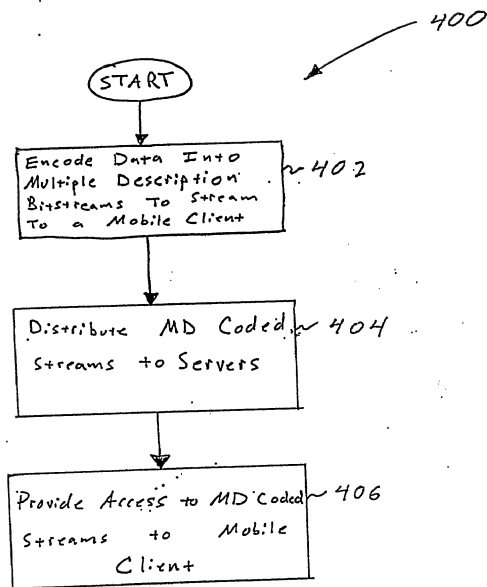 400
START
Encode Data Into
Multiple Description
Bitstreams To Stream
To a Mobile Client
402
Distribute MD Coded
Streams to Servers
404
Provide Access to MD Coded
Streams to Mobile
Client
406